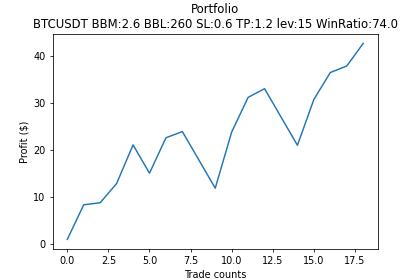 Portfolio
BTCUSDT BBM:2.6 BBL:260 SL:0.6 TP:1.2 lev:15 WinRatio:74.0
Profit ($)
40
30
20
10
0
0.0 2.5 5.0 7.5 10.0 12.5 15.0 17.5
Trade counts